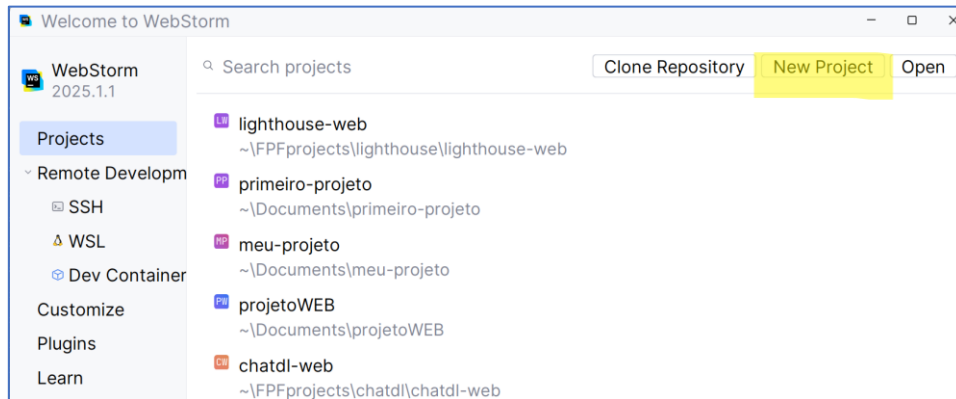 Welcome to WebStorm
WS
WebStorm
2025.1.1
Search projects
Clone Repository
New Project
Open
Projects
Remote Developm
SSH
WSL
Dev Container
Customize
Plugins
Learn
LW
lighthouse-web
~\FPFprojects\lighthouse\lighthouse-web
PP
primeiro-projeto
~\Documents\primeiro-projeto
MP
meu-projeto
~\Documents\meu-projeto
PW
projetoWEB
~\Documents\projetoWEB
CW
chatdl-web
~\FPFprojects\chatdl\chatdl-web